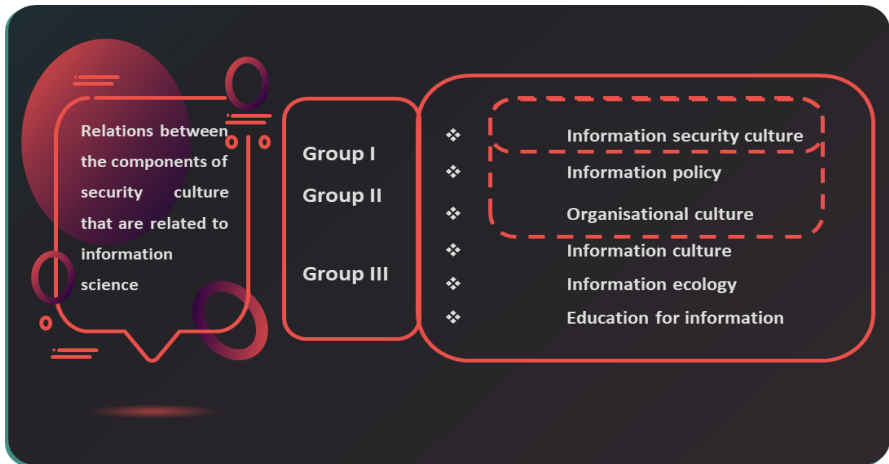 Relations between
the components of
security culture
that are related to
information
science
Group I
Group II
Group III
❖ Information security culture
❖ Information policy
❖ Organisational culture
❖ Information culture
❖ Information ecology
❖ Education for information